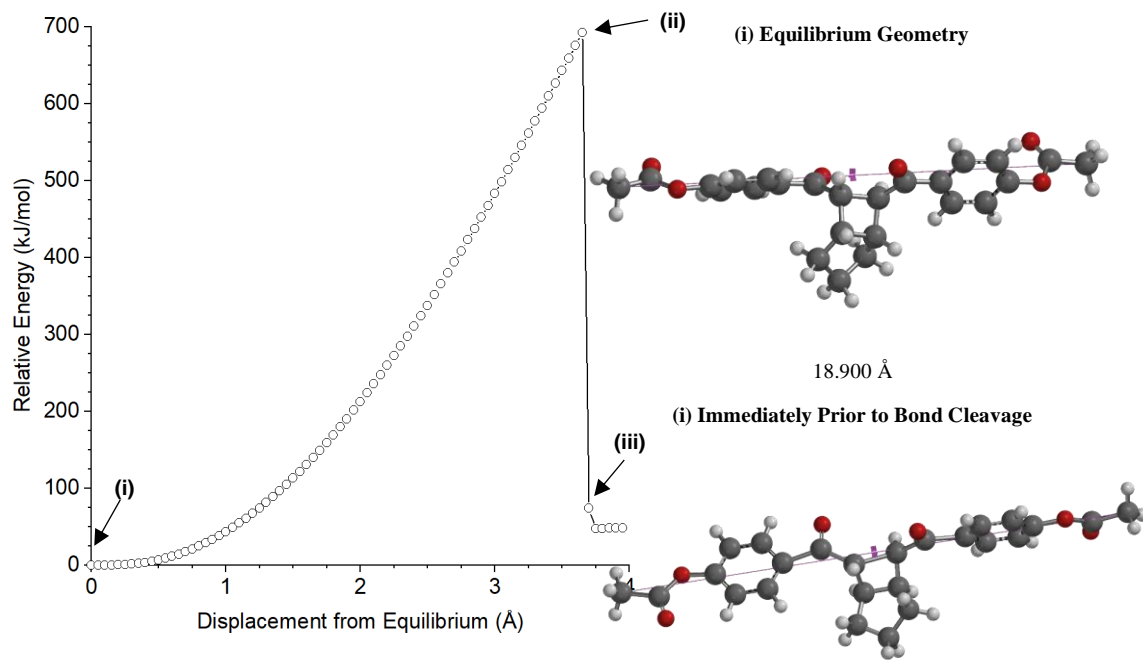 700
600
500
400
300
200
100
0
Relative Energy (kJ/mol)
0
1
2
3
4
Displacement from Equilibrium (Å)
(i)
(ii)
(iii)
(i) Equilibrium Geometry
18.900 Å
(i) Immediately Prior to Bond Cleavage